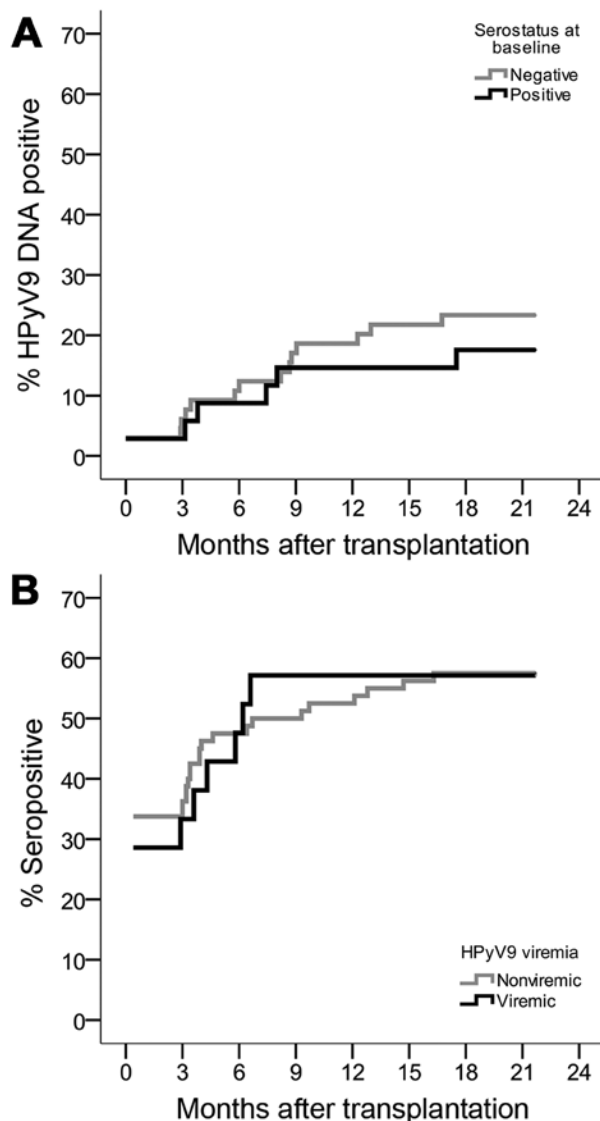 A
Serostatus at
baseline
Negative
Positive
% HPyV9 DNA positive
70
60
50
40
30
20
10
0
0 3 6 9 12 15 18 21 24
Months after transplantation
B
% Seropositive
70
60
50
40
30
20
10
0
HPyV9 viremia
Nonviremic
Viremic
0 3 6 9 12 15 18 21 24
Months after transplantation